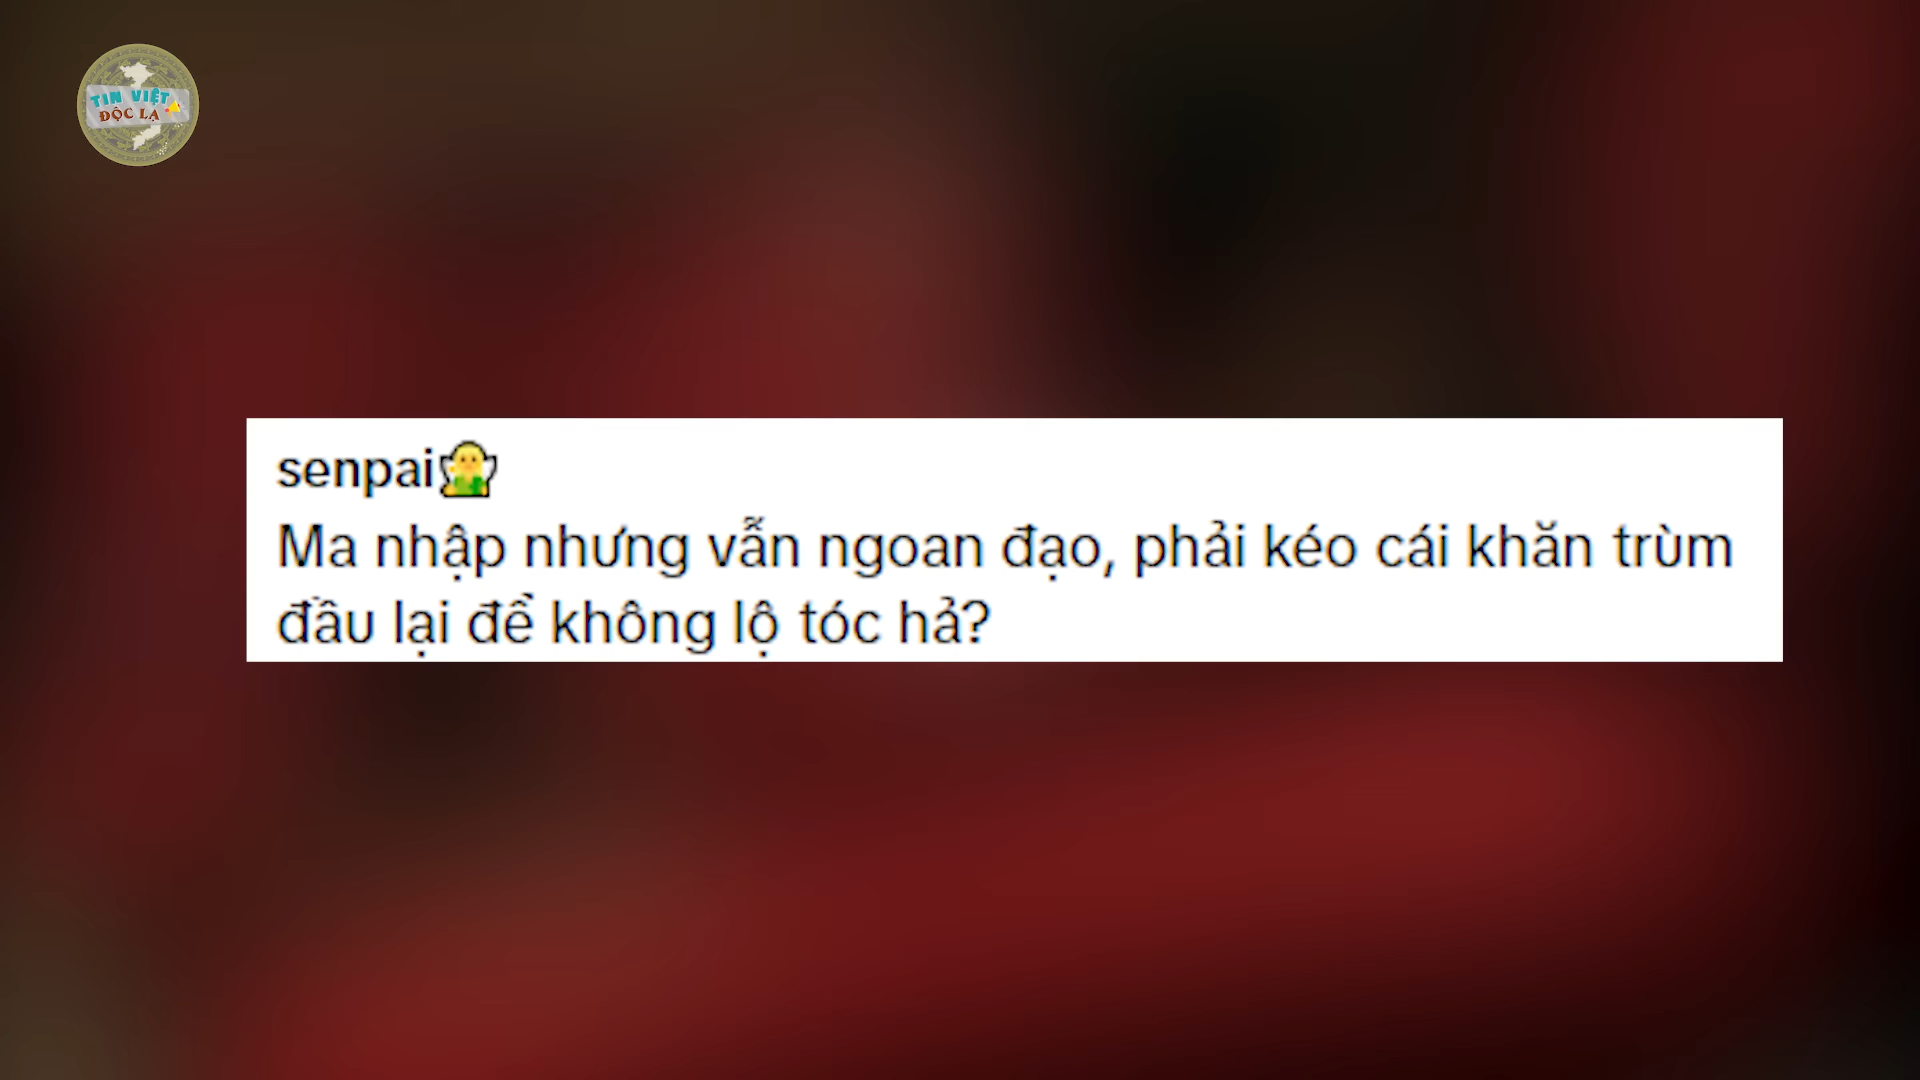 TIN VIỆT
ĐỘC LẠ
senpai
Ma nhập nhưng vẫn ngoan đạo, phải kéo cái khăn trùm
đầu lại để không lộ tóc hả?